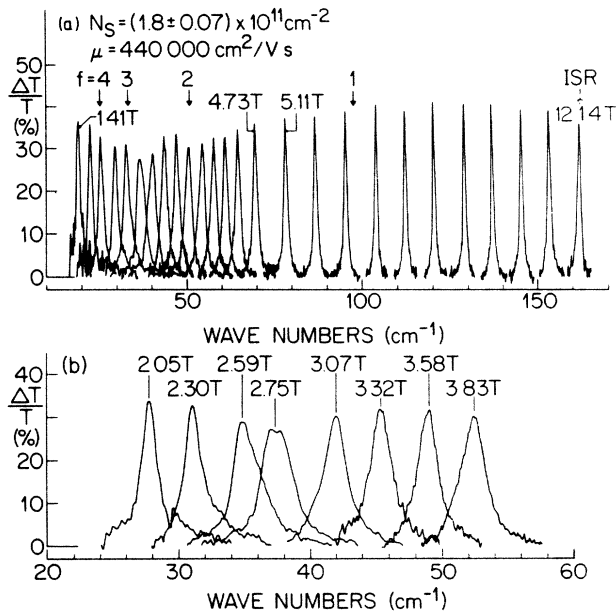 (a) N_S = (1.8 ± 0.07) x 10^11 cm^-2
μ = 440 000 cm^2/V s
f=4 3 2 1 ISR
1.41T 4.73T 5.11T 12.14T
ΔT/T (%)
50
40
30
20
10
0
50 100 150
WAVE NUMBERS (cm^-1)
(b) 2.05T 2.59T 3.07T 3.58T
2.30T 2.75T 3.32T 3.83T
ΔT/T (%)
40
20
0
20 30 40 50 60
WAVE NUMBERS (cm^-1)